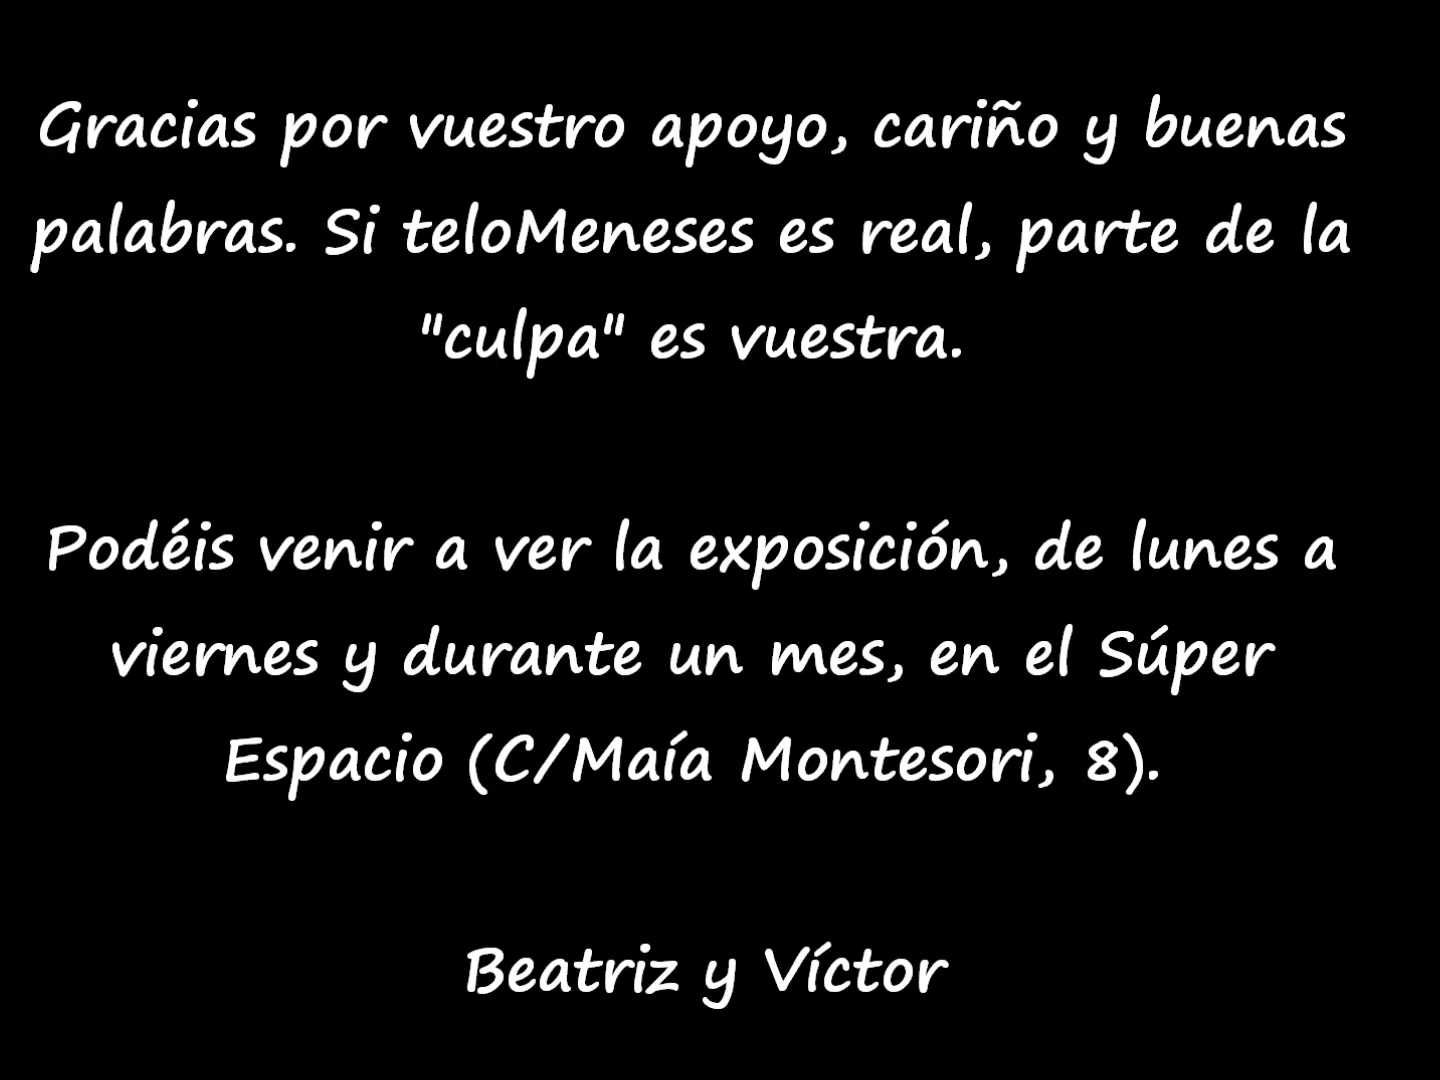 Gracias por vuestro apoyo, cariño y buenas
palabras. Si teloMeneses es real, parte de la
"culpa" es vuestra.
Podéis venir a ver la exposición, de lunes a
viernes y durante un mes, en el Súper
Espacio (C/Maía Montesori, 8).
Beatriz y Víctor